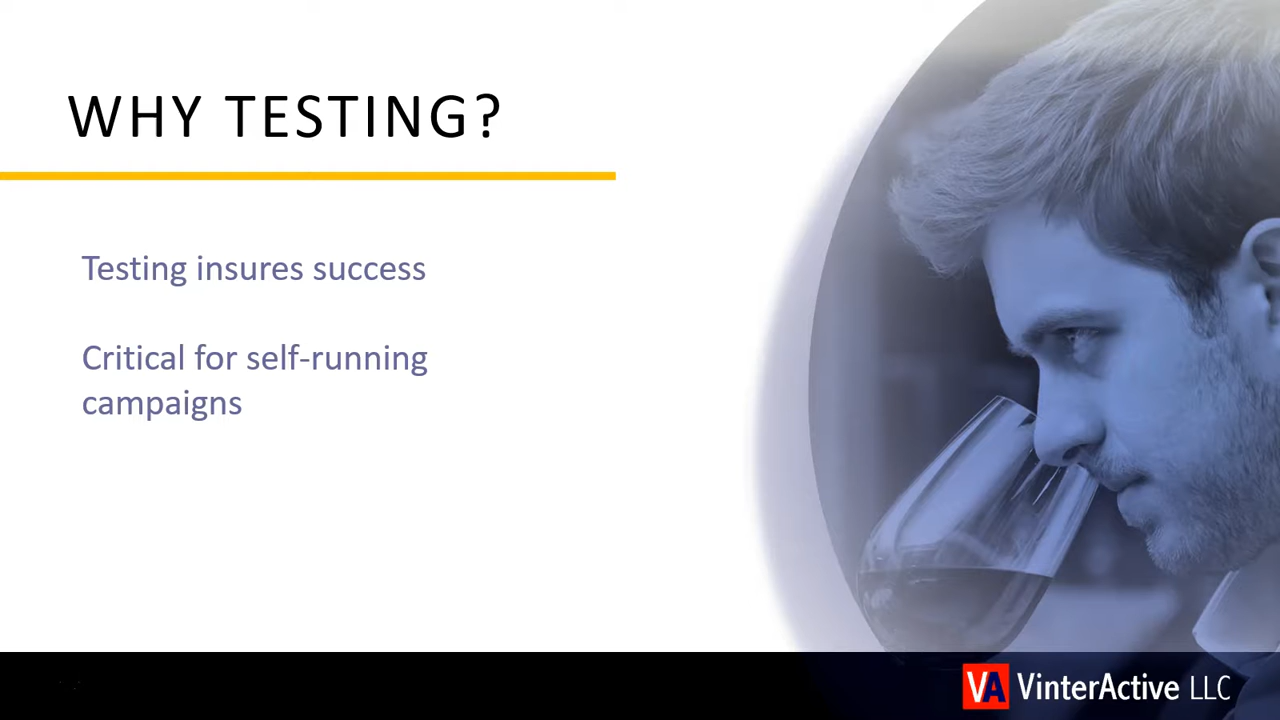 WHY TESTING?
Testing insures success
Critical for self-running
campaigns
VA VinterActive LLC